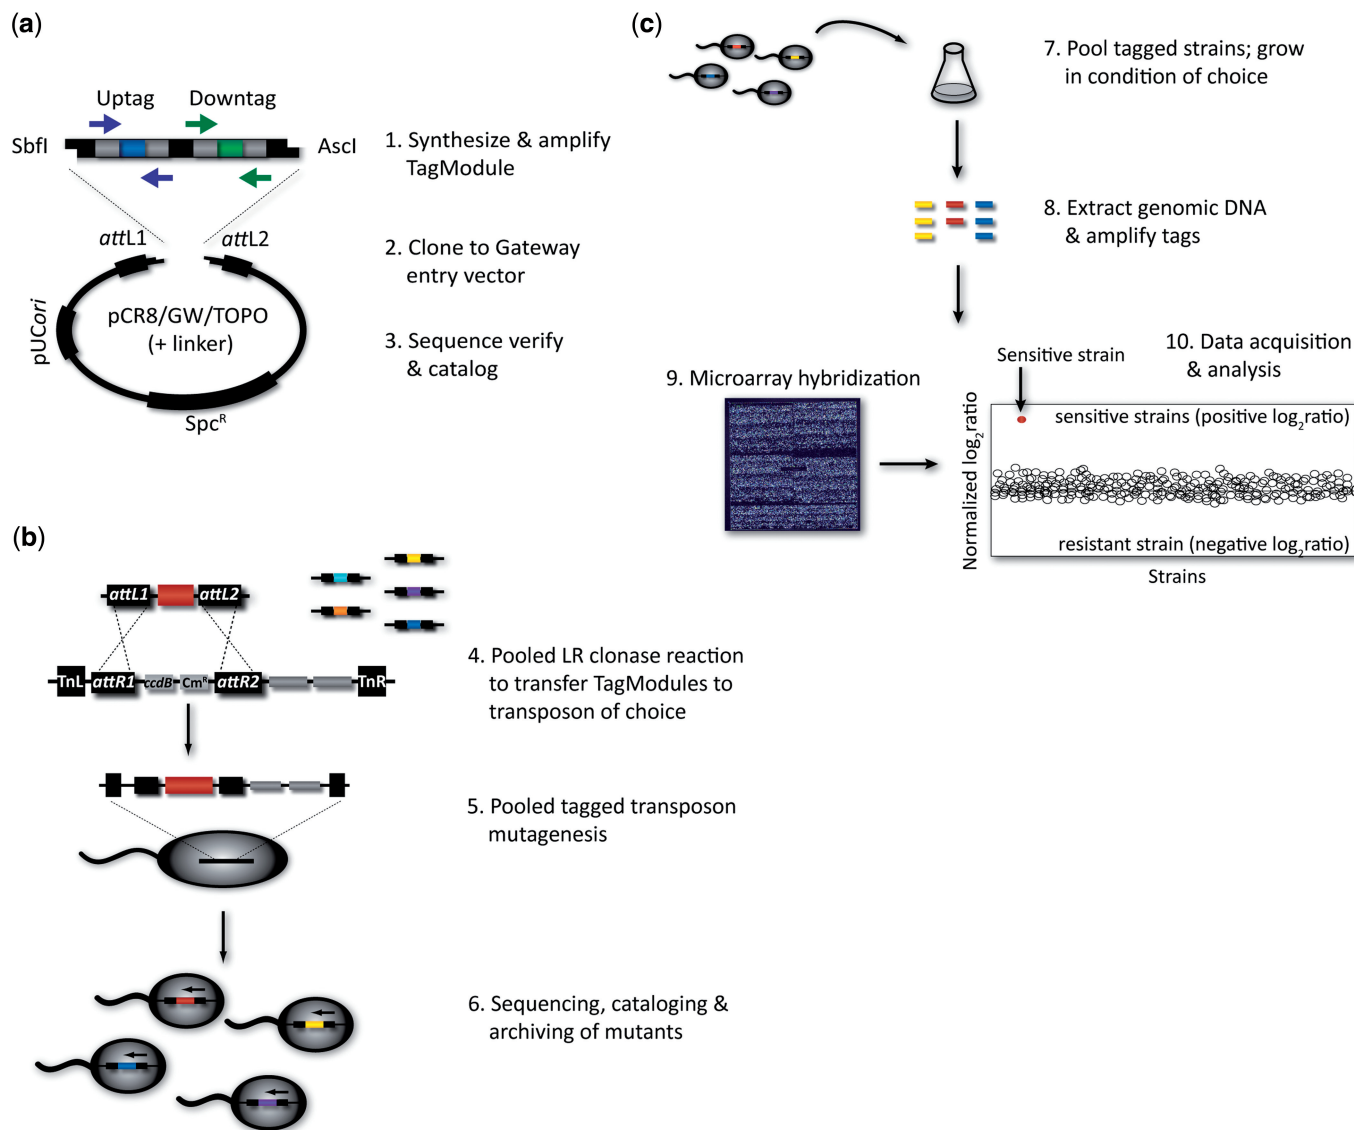 (a)
Uptag
Downtag
SbfI
AscI
1. Synthesize & amplify
TagModule
attL1
attL2
2. Clone to Gateway
entry vector
pUCori
pCR8/GW/TOPO
(+ linker)
3. Sequence verify
& catalog
Spcᴿ
(b)
attL1
attL2
TnL
attR1
ccdB
Cmᴿ
attR2
TnR
4. Pooled LR clonase reaction
to transfer TagModules to
transposon of choice
5. Pooled tagged transposon
mutagenesis
6. Sequencing, cataloging &
archiving of mutants
(c)
7. Pool tagged strains; grow
in condition of choice
8. Extract genomic DNA
& amplify tags
9. Microarray hybridization
10. Data acquisition
& analysis
Sensitive strain
Normalized log₂ratio
sensitive strains (positive log₂ratio)
resistant strain (negative log₂ratio)
Strains